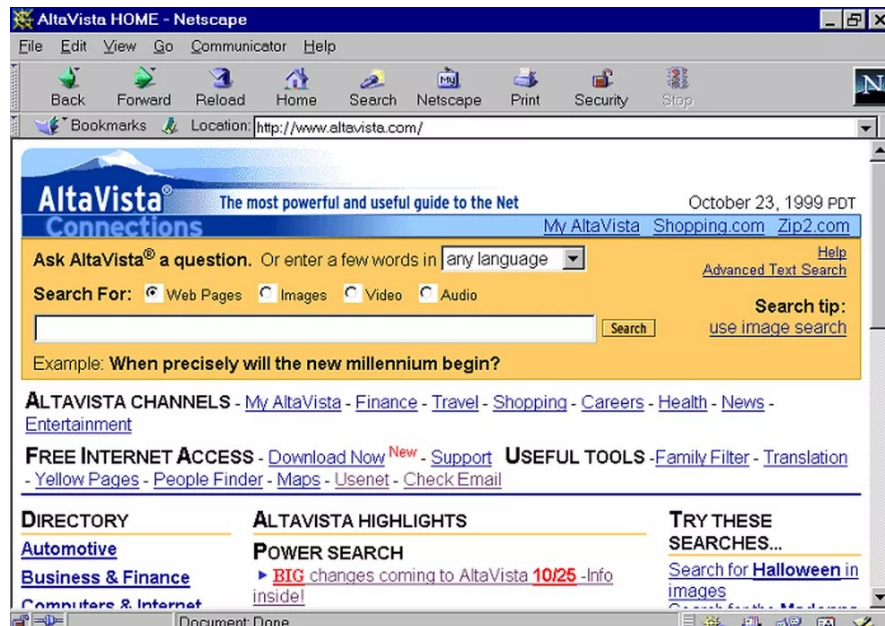 AltaVista HOME - Netscape
File Edit View Go Communicator Help
Back Forward Reload Home Search Netscape Print Security Stop
Bookmarks Location: http://www.altavista.com/
AltaVista® The most powerful and useful guide to the Net October 23, 1999 PDT
Connections My AltaVista Shopping.com Zip2.com
Ask AltaVista® a question. Or enter a few words in any language Help
Advanced Text Search
Search For: Web Pages Images Video Audio
Search tip:
Search use image search
Example: When precisely will the new millennium begin?
ALTAVISTA CHANNELS - My AltaVista - Finance - Travel - Shopping - Careers - Health - News -
Entertainment
FREE INTERNET ACCESS - Download Now New - Support USEFUL TOOLS -Family Filter - Translation
- Yellow Pages - People Finder - Maps - Usenet - Check Email
DIRECTORY
Automotive
Business & Finance
Computers & Internet
ALTAVISTA HIGHLIGHTS
POWER SEARCH
BIG changes coming to AltaVista 10/25 -Info
inside!
TRY THESE
SEARCHES...
Search for Halloween in
images
Document: Done